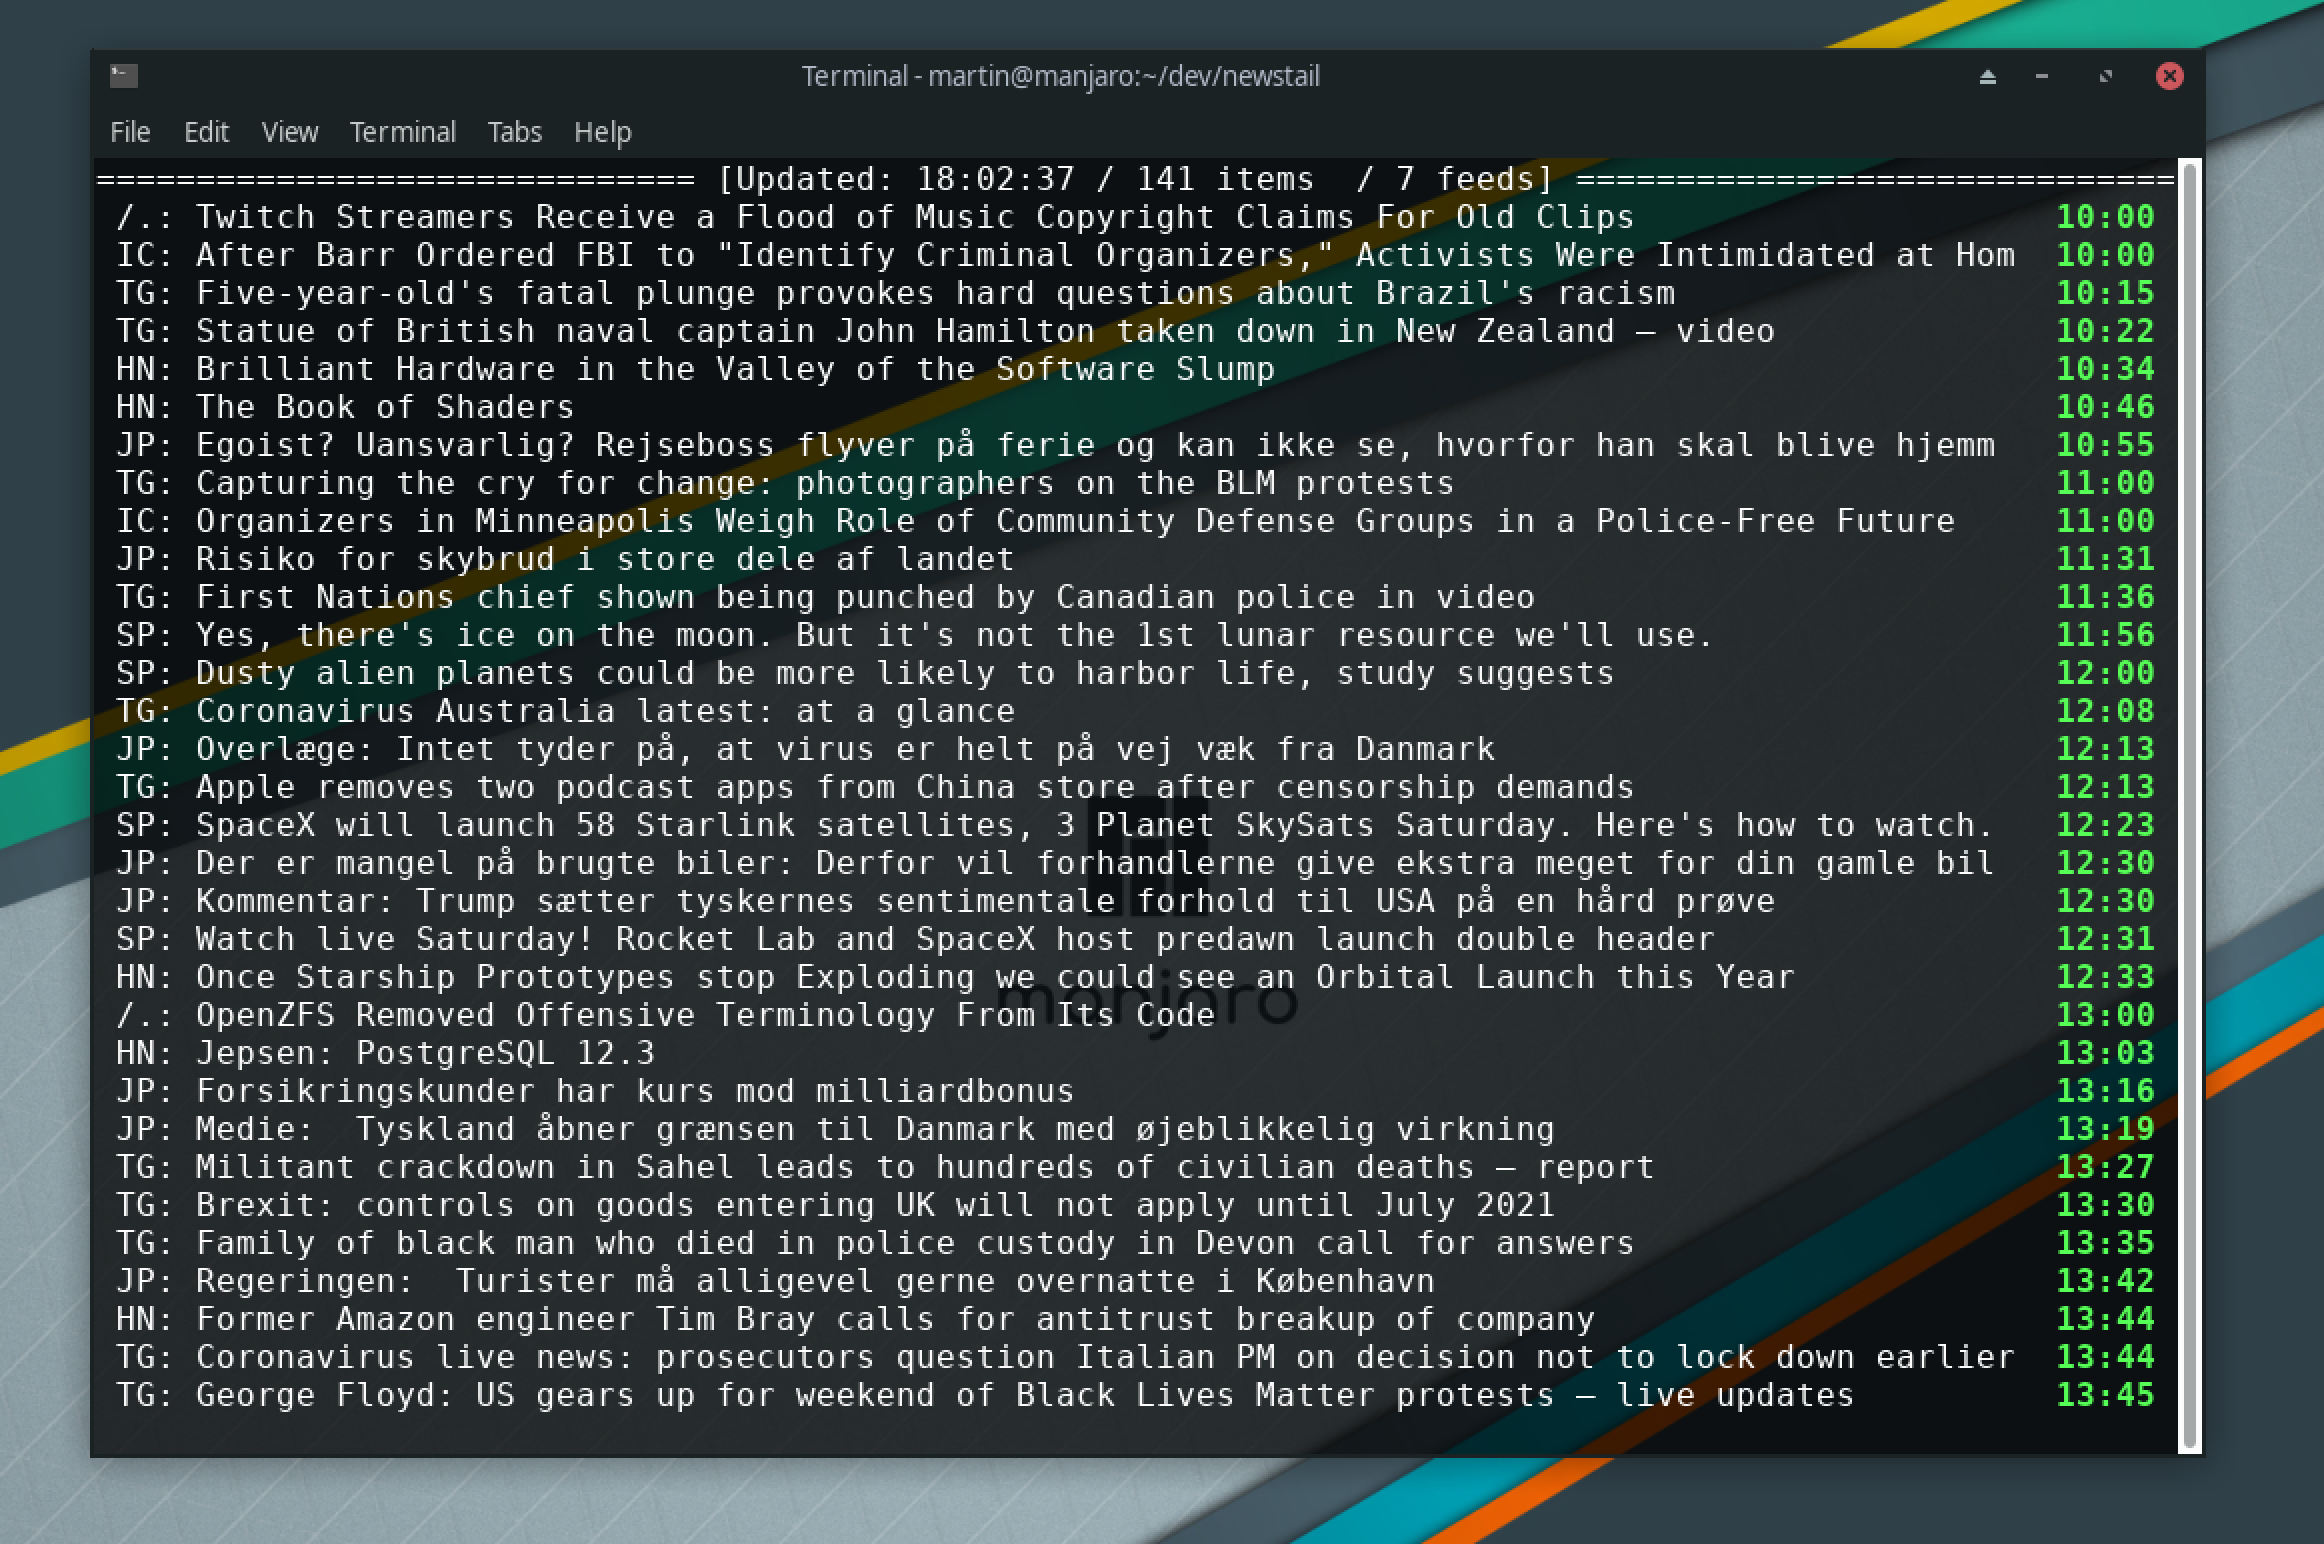 Terminal - martin@manjaro:~/dev/newstail
File Edit View Terminal Tabs Help
============================== [Updated: 18:02:37 / 141 items  / 7 feeds] ==============================
/.: Twitch Streamers Receive a Flood of Music Copyright Claims For Old Clips 10:00
IC: After Barr Ordered FBI to "Identify Criminal Organizers," Activists Were Intimidated at Hom 10:00
TG: Five-year-old's fatal plunge provokes hard questions about Brazil's racism 10:15
TG: Statue of British naval captain John Hamilton taken down in New Zealand – video 10:22
HN: Brilliant Hardware in the Valley of the Software Slump 10:34
HN: The Book of Shaders 10:46
JP: Egoist? Uansvarlig? Rejseboss flyver på ferie og kan ikke se, hvorfor han skal blive hjemm 10:55
TG: Capturing the cry for change: photographers on the BLM protests 11:00
IC: Organizers in Minneapolis Weigh Role of Community Defense Groups in a Police-Free Future 11:00
JP: Risiko for skybrud i store dele af landet 11:31
TG: First Nations chief shown being punched by Canadian police in video 11:36
SP: Yes, there's ice on the moon. But it's not the 1st lunar resource we'll use. 11:56
SP: Dusty alien planets could be more likely to harbor life, study suggests 12:00
TG: Coronavirus Australia latest: at a glance 12:08
JP: Overlæge: Intet tyder på, at virus er helt på vej væk fra Danmark 12:13
TG: Apple removes two podcast apps from China store after censorship demands 12:13
SP: SpaceX will launch 58 Starlink satellites, 3 Planet SkySats Saturday. Here's how to watch. 12:23
JP: Der er mangel på brugte biler: Derfor vil forhandlerne give ekstra meget for din gamle bil 12:30
JP: Kommentar: Trump sætter tyskernes sentimentale forhold til USA på en hård prøve 12:30
SP: Watch live Saturday! Rocket Lab and SpaceX host predawn launch double header 12:31
HN: Once Starship Prototypes stop Exploding we could see an Orbital Launch this Year 12:33
manjaro
/.: OpenZFS Removed Offensive Terminology From Its Code 13:00
HN: Jepsen: PostgreSQL 12.3 13:03
JP: Forsikringskunder har kurs mod milliardbonus 13:16
JP: Medie:  Tyskland åbner grænsen til Danmark med øjeblikkelig virkning 13:19
TG: Militant crackdown in Sahel leads to hundreds of civilian deaths – report 13:27
TG: Brexit: controls on goods entering UK will not apply until July 2021 13:30
TG: Family of black man who died in police custody in Devon call for answers 13:35
JP: Regeringen:  Turister må alligevel gerne overnatte i København 13:42
HN: Former Amazon engineer Tim Bray calls for antitrust breakup of company 13:44
TG: Coronavirus live news: prosecutors question Italian PM on decision not to lock down earlier 13:44
TG: George Floyd: US gears up for weekend of Black Lives Matter protests – live updates 13:45